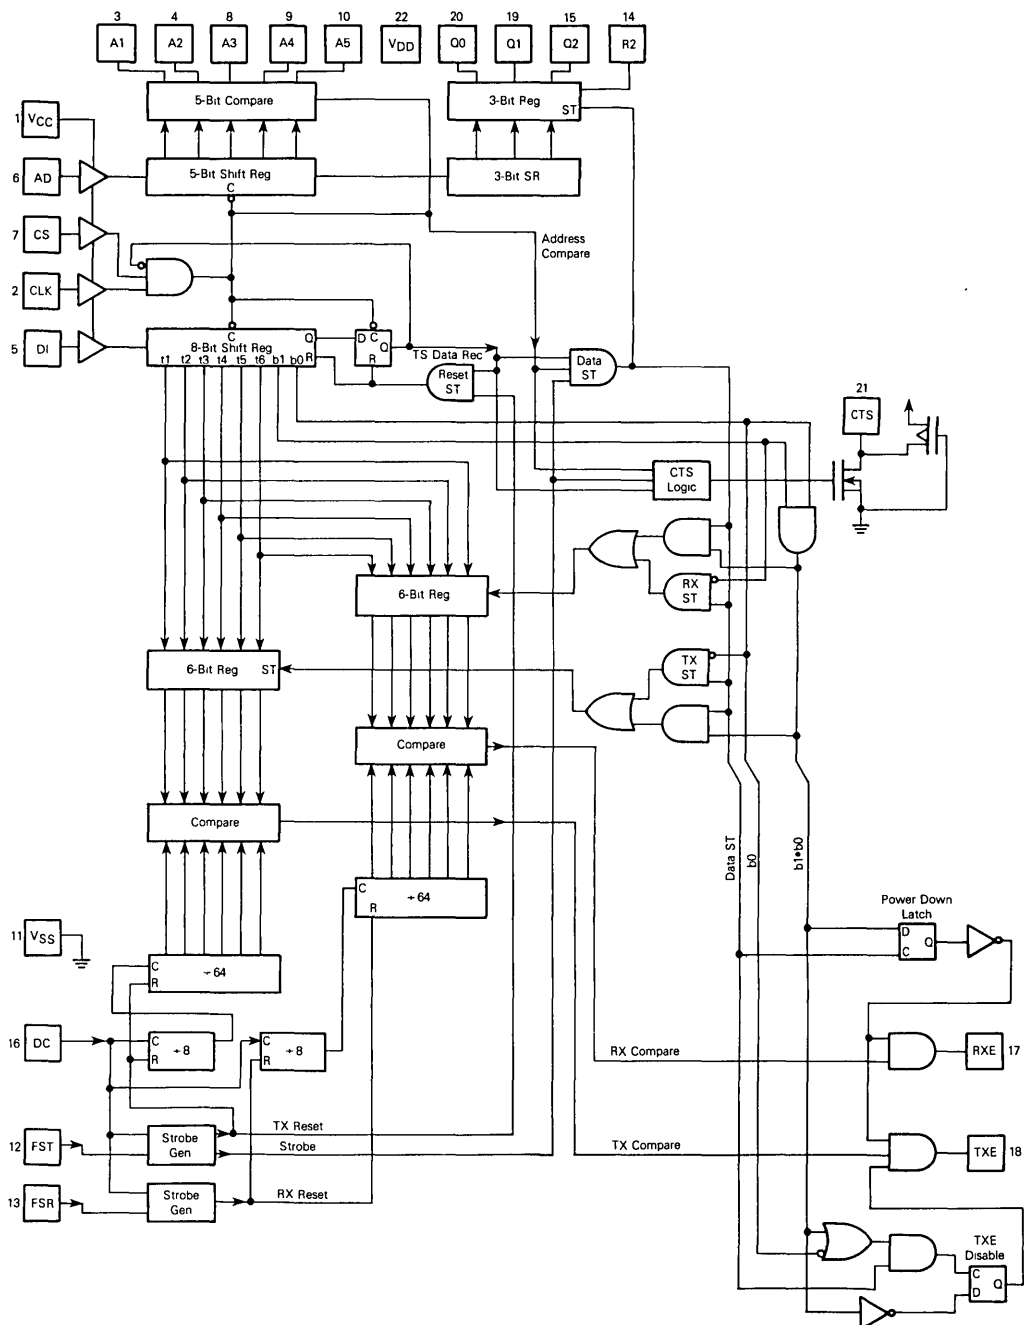 3 4 8 9 10 22 20 19 15 14
A1 A2 A3 A4 A5 VDD Q0 Q1 Q2 R2
5-Bit Compare
3-Bit Reg
ST
1 VCC
6 AD
5-Bit Shift Reg
C
3-Bit SR
7 CS
Address
Compare
2 CLK
5 DI
C
8-Bit Shift Reg
Q
R
t1 t2 t3 t4 t5 t6 b1 b0
D C Q
R
TS Data Rec
Reset
ST
Data
ST
21
CTS
CTS
Logic
6-Bit Reg
RX
ST
6-Bit Reg ST
TX
ST
Compare
Compare
Data ST
b0
b1•b0
C
R
÷64
Power Down
Latch
D
C
Q
11 VSS
C
R
÷64
16 DC
C
R
÷8
C
R
÷8
RX Compare
RXE 17
12 FST
Strobe
Gen
TX Reset
Strobe
TX Compare
TXE 18
13 FSR
Strobe
Gen
RX Reset
TXE
Disable
C
D
Q